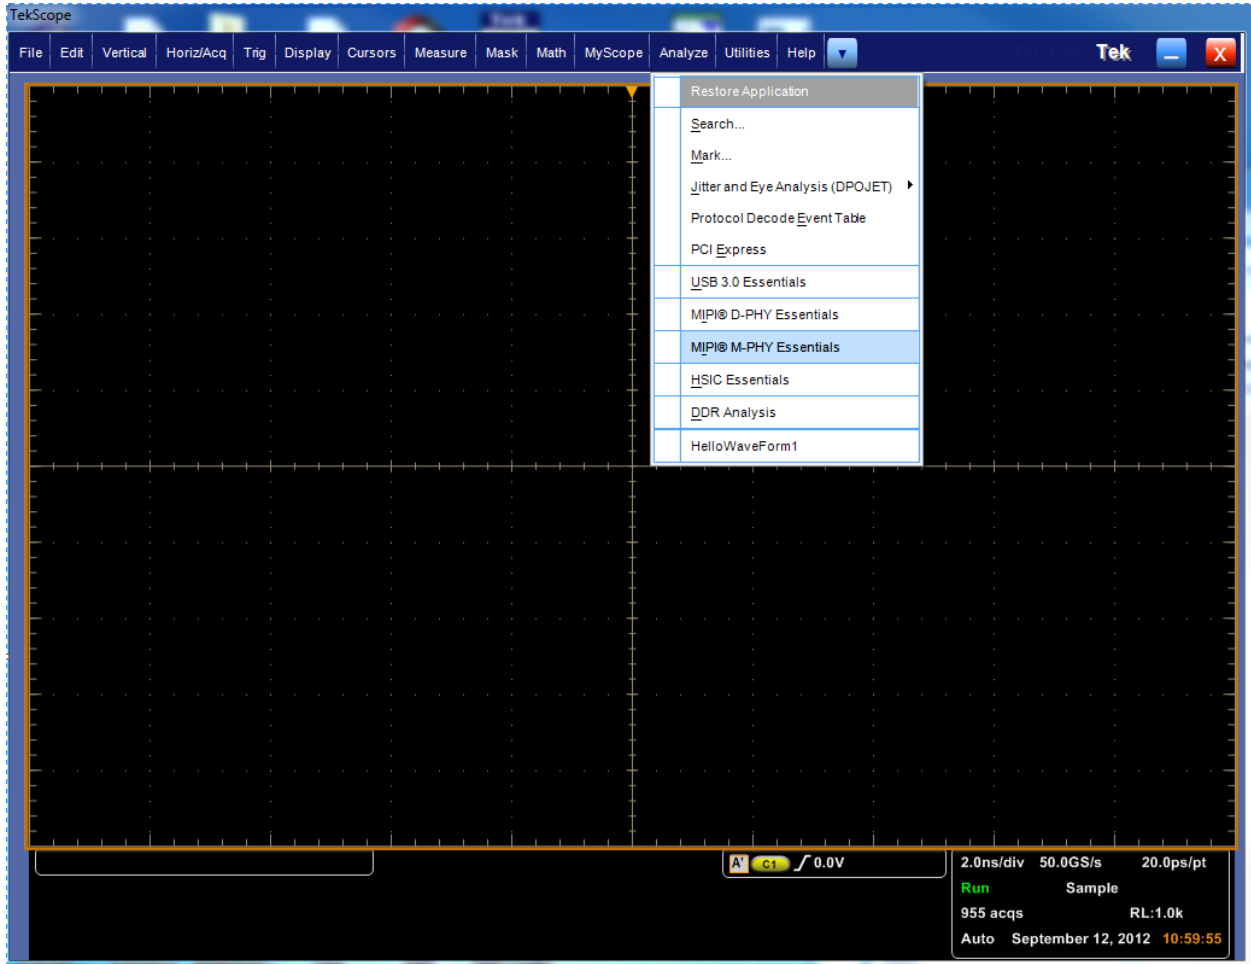 TekScope
File Edit Vertical Horiz/Acq Trig Display Cursors Measure Mask Math MyScope Analyze Utilities Help Tek X
Restore Application
Search...
Mark...
Jitter and Eye Analysis (DPOJET)
Protocol Decode Event Table
PCI Express
USB 3.0 Essentials
MIPI® D-PHY Essentials
MIPI® M-PHY Essentials
HSIC Essentials
DDR Analysis
HelloWaveForm1
A' C1 0.0V
2.0ns/div 50.0GS/s 20.0ps/pt
Run Sample
955 acqs RL:1.0k
Auto September 12, 2012 10:59:55